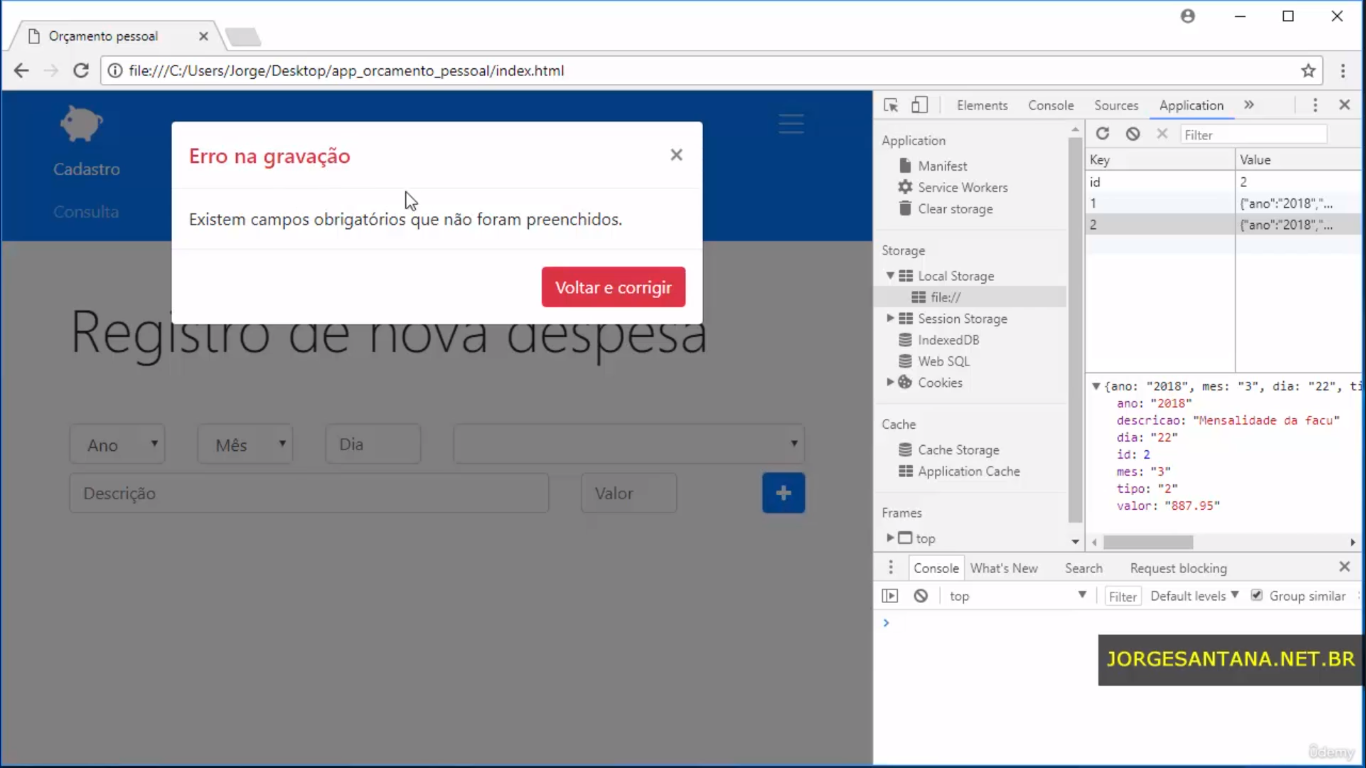 Orçamento pessoal
file:///C:/Users/Jorge/Desktop/app_orcamento_pessoal/index.html
Cadastro
Consulta
Erro na gravação
×
Existem campos obrigatórios que não foram preenchidos.
Voltar e corrigir
Registro de nova despesa
Ano Mês Dia
Descrição Valor
Elements Console Sources Application »
Application
Manifest
Service Workers
Clear storage
Storage
Local Storage
file://
Session Storage
IndexedDB
Web SQL
Cookies
Cache
Cache Storage
Application Cache
Frames
top
Filter
Key Value
id 2
1 {"ano":"2018","...
2 {"ano":"2018","...
{ano: "2018", mes: "3", dia: "22", ti
ano: "2018"
descricao: "Mensalidade da facu"
dia: "22"
id: 2
mes: "3"
tipo: "2"
valor: "887.95"
Console What's New Search Request blocking
top Filter Default levels Group similar
JORGESANTANA.NET.BR
ûdemy